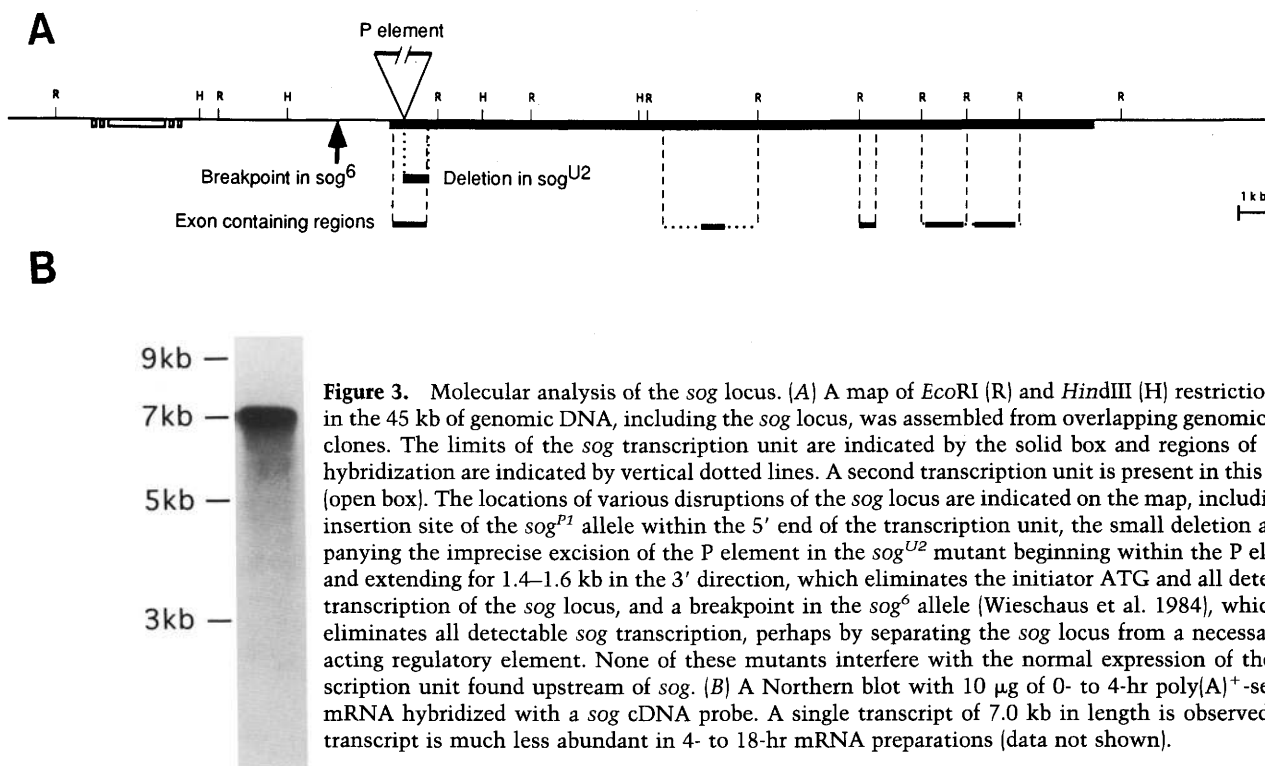 A
P element
R H R H R H R H R R R R R R R
Breakpoint in sog6
Deletion in sogU2
Exon containing regions
1 k b
B
9kb
7kb
5kb
3kb
Figure 3. Molecular analysis of the sog locus. (A) A map of EcoRI (R) and HindIII (H) restriction
in the 45 kb of genomic DNA, including the sog locus, was assembled from overlapping genomic
clones. The limits of the sog transcription unit are indicated by the solid box and regions of
hybridization are indicated by vertical dotted lines. A second transcription unit is present in this
(open box). The locations of various disruptions of the sog locus are indicated on the map, includi
insertion site of the sogP1 allele within the 5′ end of the transcription unit, the small deletion a
panying the imprecise excision of the P element in the sogU2 mutant beginning within the P el
and extending for 1.4–1.6 kb in the 3′ direction, which eliminates the initiator ATG and all dete
transcription of the sog locus, and a breakpoint in the sog6 allele (Wieschaus et al. 1984), whic
eliminates all detectable sog transcription, perhaps by separating the sog locus from a necessa
acting regulatory element. None of these mutants interfere with the normal expression of the
scription unit found upstream of sog. (B) A Northern blot with 10 μg of 0- to 4-hr poly(A)+-se
mRNA hybridized with a sog cDNA probe. A single transcript of 7.0 kb in length is observed
transcript is much less abundant in 4- to 18-hr mRNA preparations (data not shown).